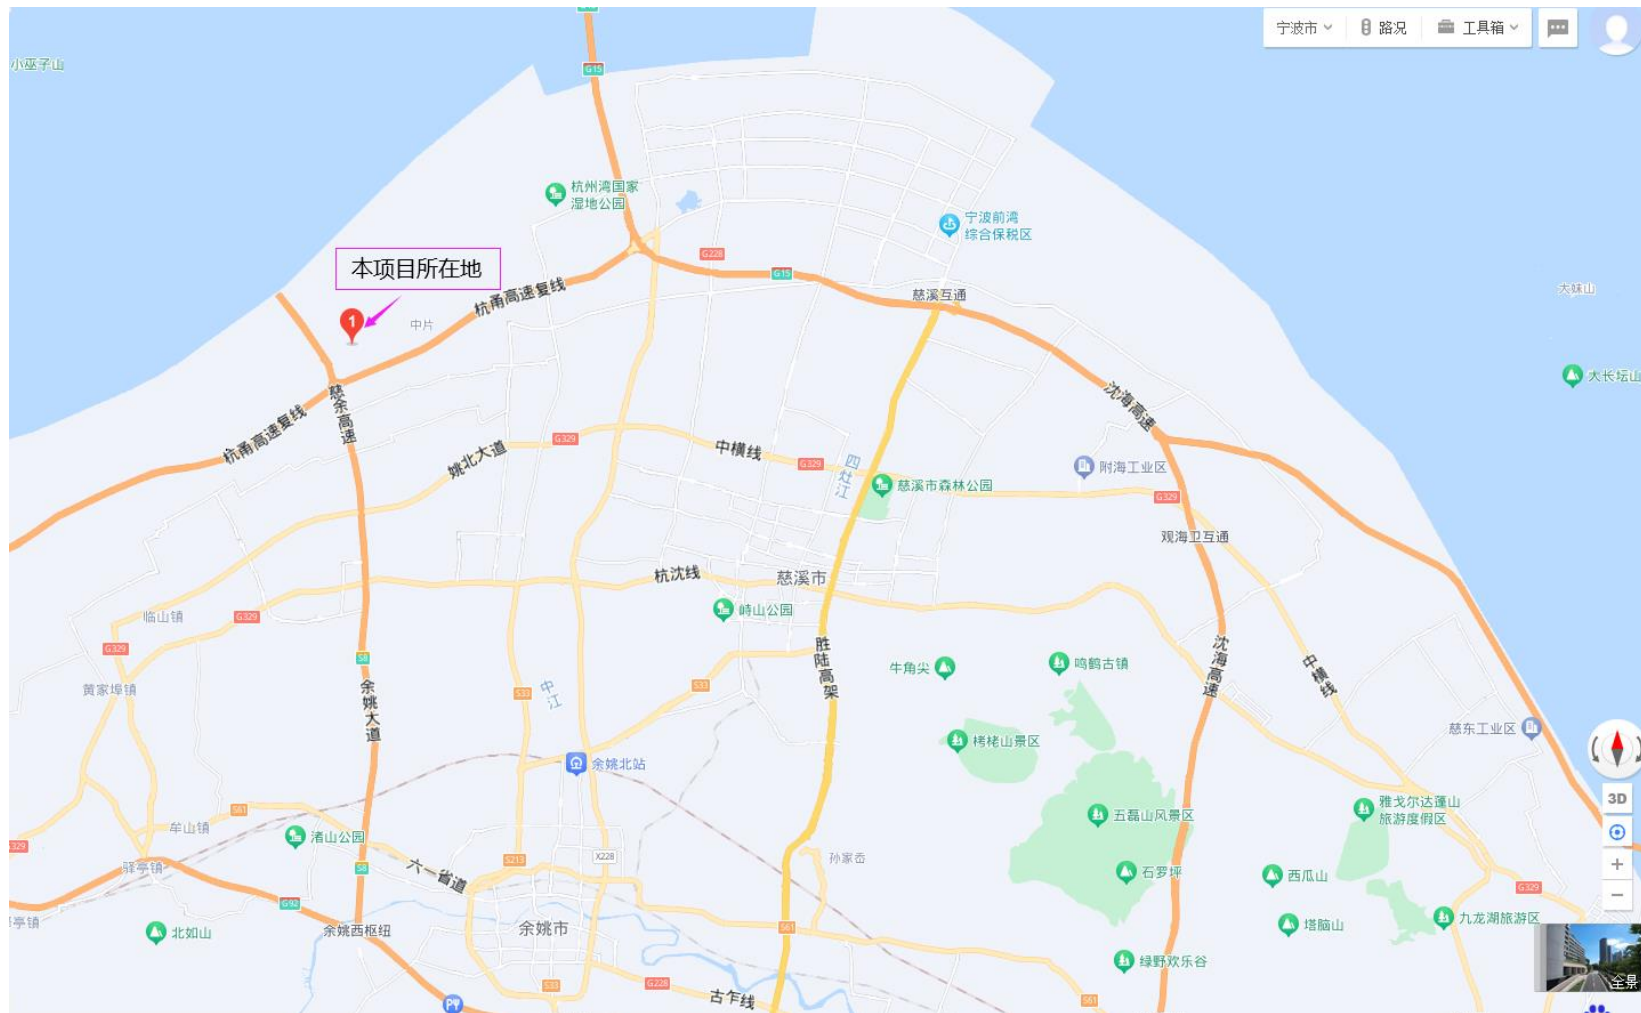 宁波市
路况
工具箱
小巫子山
G15
杭州湾国家
湿地公园
宁波前湾
综合保税区
本项目所在地
G228
G15
杭甬高速复线
慈溪互通
大妹山
1
中片
大长坛山
慈余高速
沈海高速
杭甬高速复线
姚北大道
G329
中横线
G329
四灶江
慈溪市森林公园
附海工业区
G329
观海卫互通
杭沈线
慈溪市
峙山公园
临山镇
G329
G329
S8
胜陆高架
牛角尖
鸣鹤古镇
沈海高速
中横线
黄家埠镇
余姚大道
S33
中江
S33
栲栳山景区
慈东工业区
余姚北站
3D
S61
牟山镇
渚山公园
五磊山风景区
雅戈尔达蓬山
旅游度假区
G329
驿亭镇
S8
六一省道
S213
X228
孙家岙
石罗坪
西瓜山
G329
G92
北如山
余姚西枢纽
余姚市
S61
塔脑山
九龙湖旅游区
绿野欢乐谷
S33
G228
古乍线
S61
全景